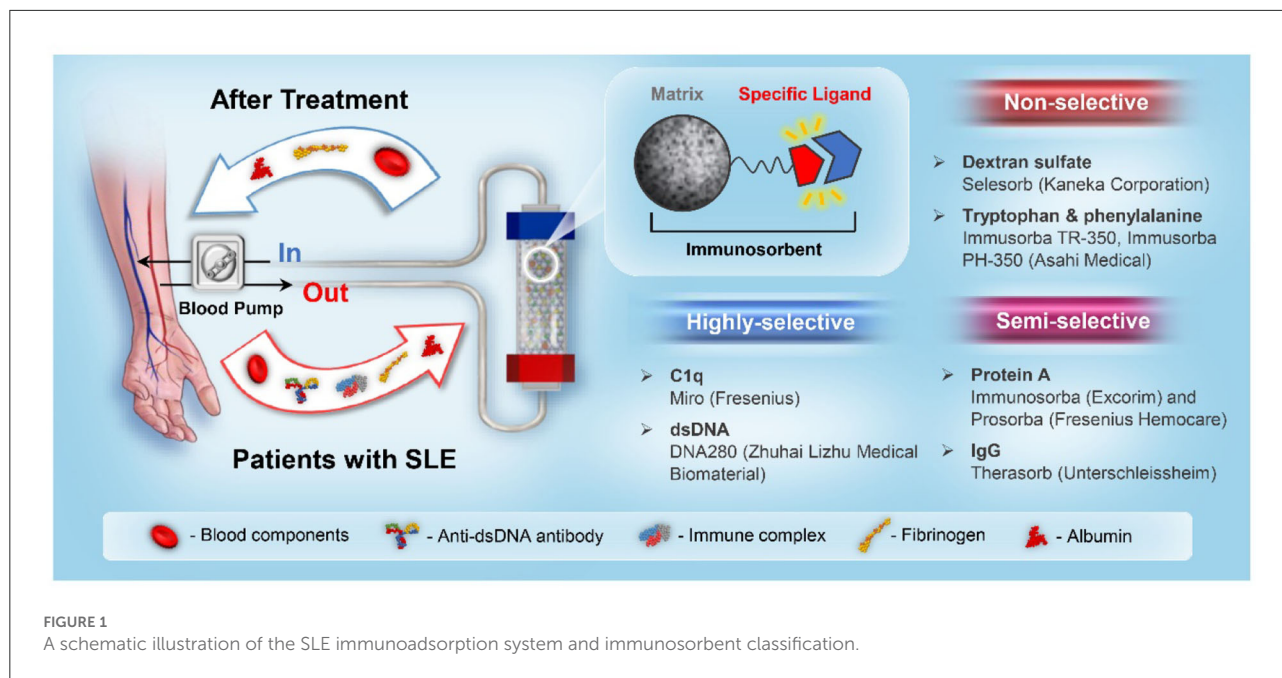 After Treatment
In
Out
Blood Pump
Patients with SLE
Matrix
Specific Ligand
Immunosorbent
Non-selective
➢ Dextran sulfate
Selesorb (Kaneka Corporation)
➢ Tryptophan & phenylalanine
Immusorba TR-350, Immusorba
PH-350 (Asahi Medical)
Highly-selective
➢ C1q
Miro (Fresenius)
➢ dsDNA
DNA280 (Zhuhai Lizhu Medical
Biomaterial)
Semi-selective
➢ Protein A
Immunosorba (Excorim) and
Prosorba (Fresenius Hemocare)
➢ IgG
Therasorb (Unterschleissheim)
- Blood components
- Anti-dsDNA antibody
- Immune complex
- Fibrinogen
- Albumin
FIGURE 1
A schematic illustration of the SLE immunoadsorption system and immunosorbent classification.